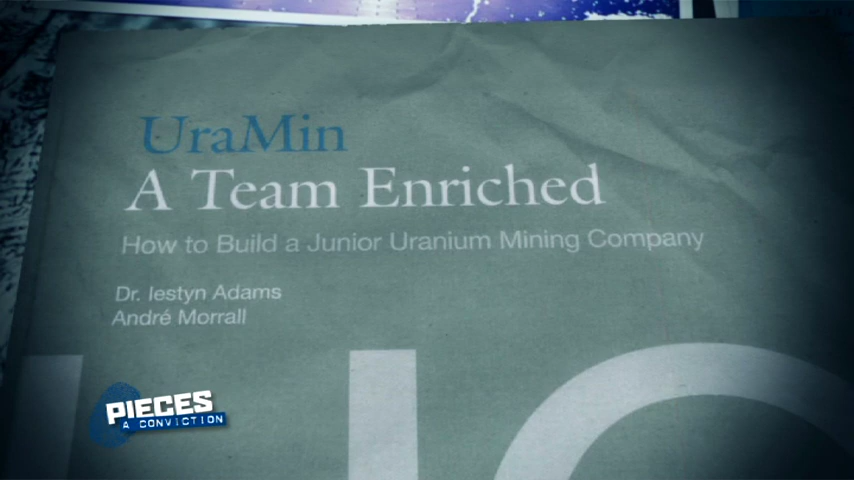 UraMin
A Team Enriched
How to Build a Junior Uranium Mining Company
Dr. Iestyn Adams
André Morrall
PIECES
A CONVICTION